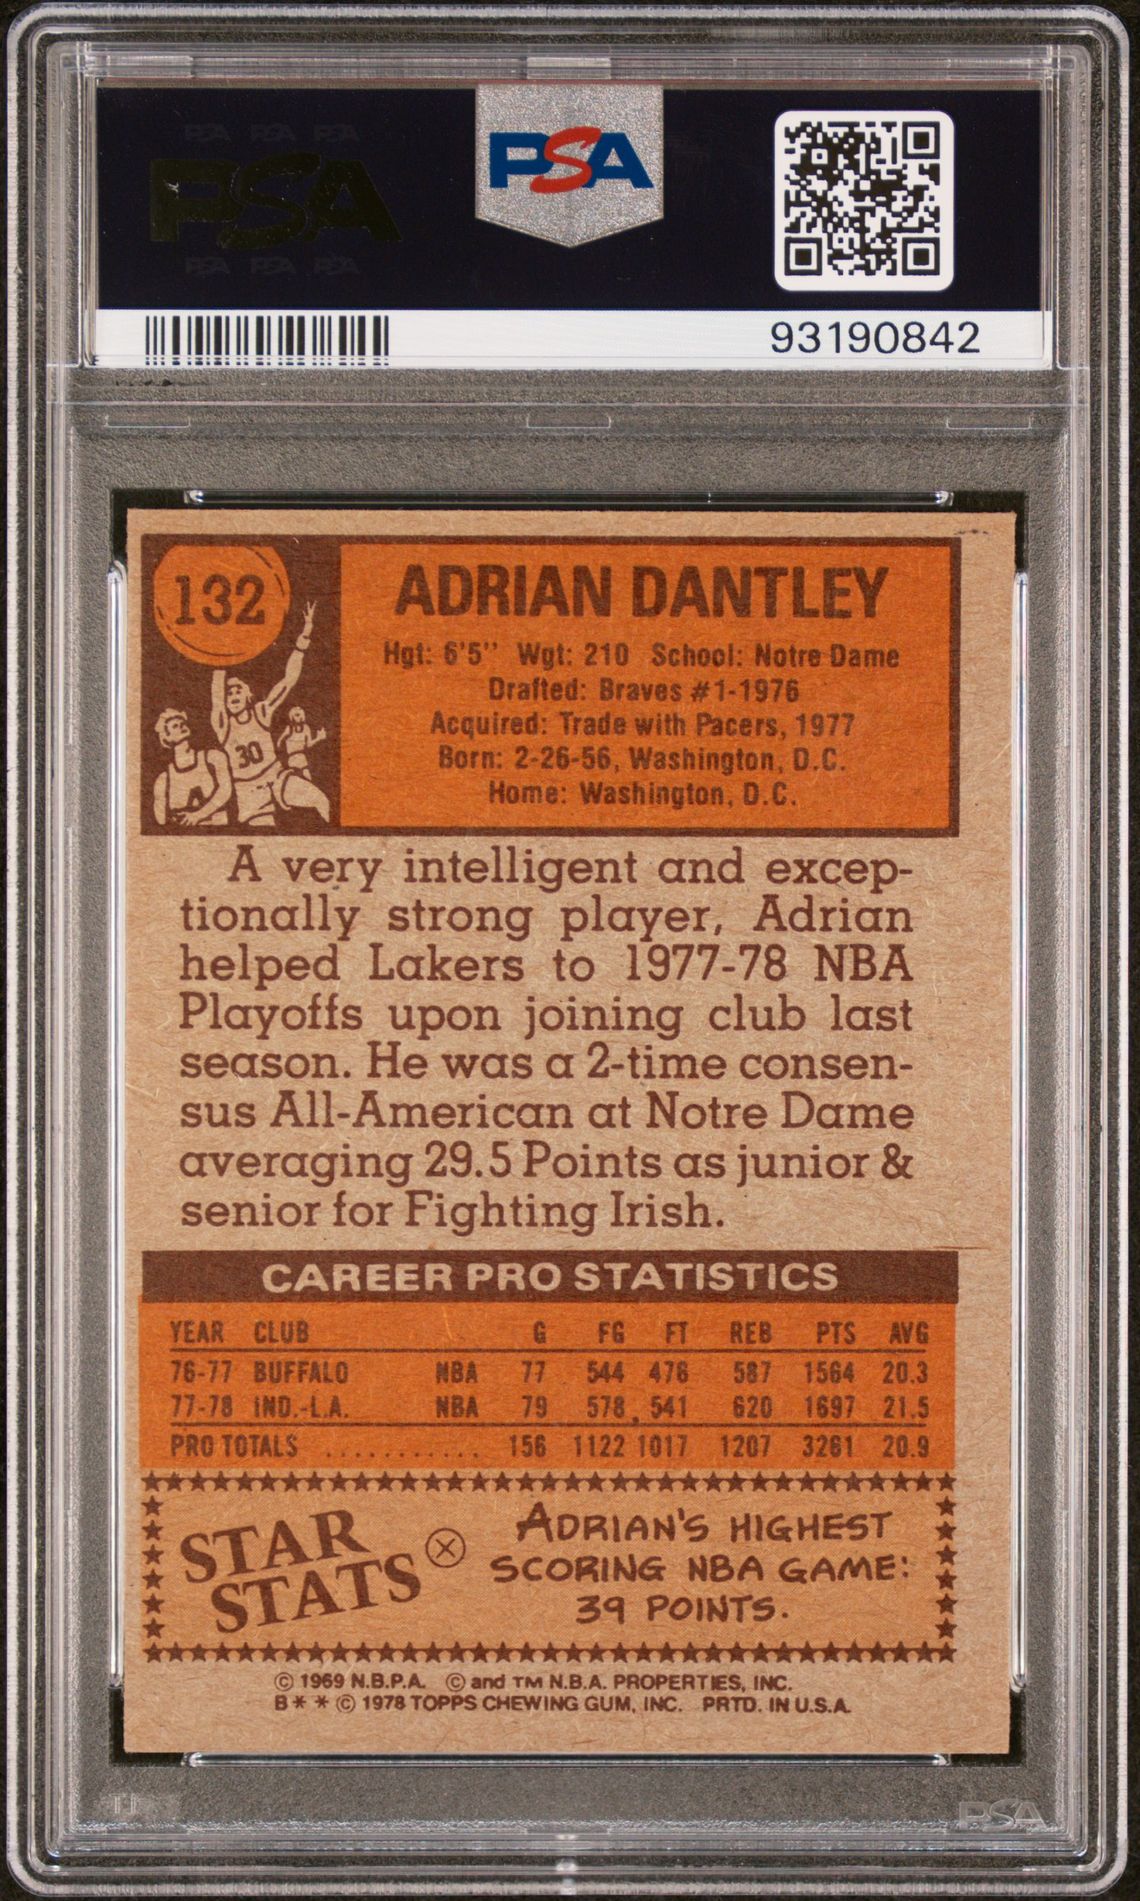 PSA PSA PSA
PSA
PSA PSA PSA
PSA
93190842
132
30
ADRIAN DANTLEY
Hgt: 6'5" Wgt: 210 School: Notre Dame
Drafted: Braves #1-1976
Acquired: Trade with Pacers, 1977
Born: 2-26-56, Washington, D.C.
Home: Washington, D.C.
A very intelligent and excep-
tionally strong player, Adrian
helped Lakers to 1977-78 NBA
Playoffs upon joining club last
season. He was a 2-time consen-
sus All-American at Notre Dame
averaging 29.5 Points as junior &
senior for Fighting Irish.
CAREER PRO STATISTICS
YEAR CLUB G FG FT REB PTS AVG
76-77 BUFFALO NBA 77 544 476 587 1564 20.3
77-78 IND.-L.A. NBA 79 578 541 620 1697 21.5
PRO TOTALS ........... 156 1122 1017 1207 3261 20.9
STAR
STATS
ADRIAN'S HIGHEST
SCORING NBA GAME:
39 POINTS.
© 1969 N.B.P.A. © and TM N.B.A. PROPERTIES, INC.
B * * © 1978 TOPPS CHEWING GUM, INC. PRTD. IN U.S.A.
PSA